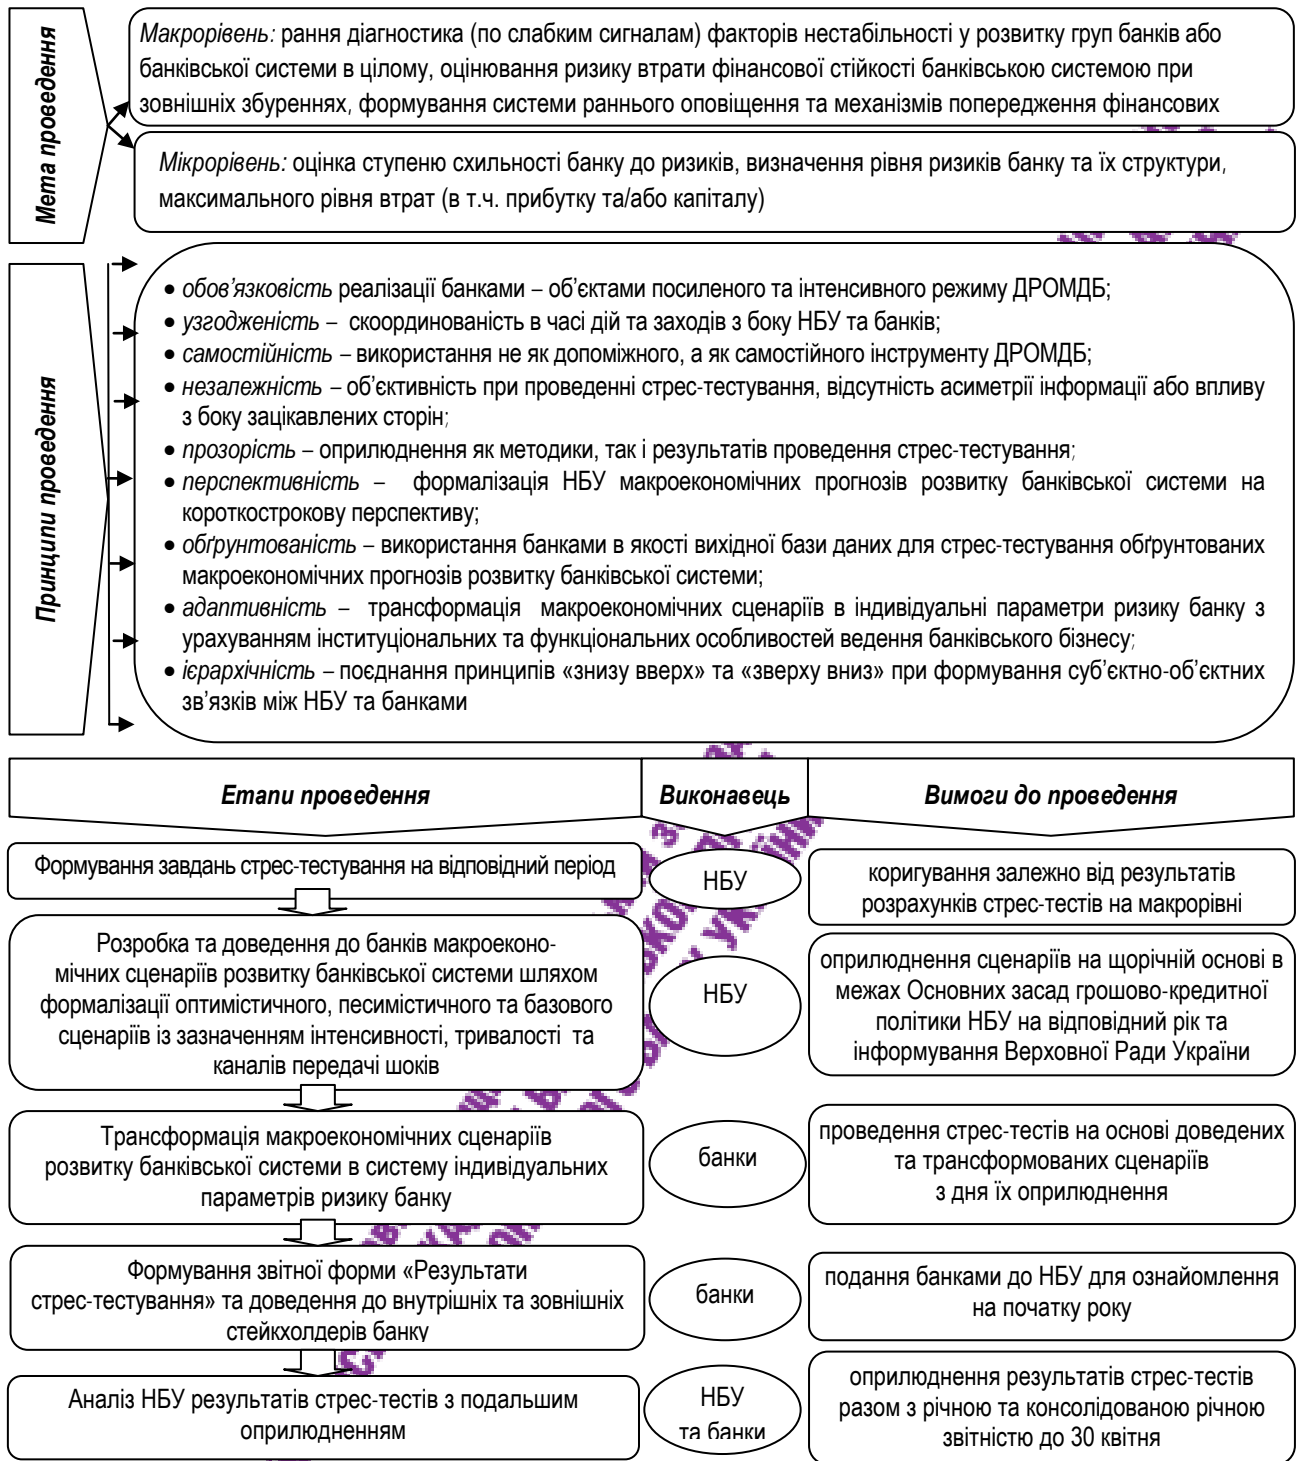 Мета проведення
Макрорівень: рання діагностика (по слабким сигналам) факторів нестабільності у розвитку груп банків або
банківської системи в цілому, оцінювання ризику втрати фінансової стійкості банківською системою при
зовнішніх збуреннях, формування системи раннього оповіщення та механізмів попередження фінансових
Мікрорівень: оцінка ступеню схильності банку до ризиків, визначення рівня ризиків банку та їх структури,
максимального рівня втрат (в т.ч. прибутку та/або капіталу)
Принципи проведення
• обов’язковість реалізації банками – об’єктами посиленого та інтенсивного режиму ДРОМДБ;
• узгодженість – скоординованість в часі дій та заходів з боку НБУ та банків;
• самостійність – використання не як допоміжного, а як самостійного інструменту ДРОМДБ;
• незалежність – об’єктивність при проведенні стрес-тестування, відсутність асиметрії інформації або впливу
з боку зацікавлених сторін;
• прозорість – оприлюднення як методики, так і результатів проведення стрес-тестування;
• перспективність – формалізація НБУ макроекономічних прогнозів розвитку банківської системи на
короткострокову перспективу;
• обґрунтованість – використання банками в якості вихідної бази даних для стрес-тестування обґрунтованих
макроекономічних прогнозів розвитку банківської системи;
• адаптивність – трансформація макроекономічних сценаріїв в індивідуальні параметри ризику банку з
урахуванням інституціональних та функціональних особливостей ведення банківського бізнесу;
• ієрархічність – поєднання принципів «знизу вверх» та «зверху вниз» при формування суб’єктно-об’єктних
зв’язків між НБУ та банками
Етапи проведення
Виконавець
Вимоги до проведення
Формування завдань стрес-тестування на відповідний період
НБУ
коригування залежно від результатів
розрахунків стрес-тестів на макрорівні
Розробка та доведення до банків макроеконо-
мічних сценаріїв розвитку банківської системи шляхом
формалізації оптимістичного, песимістичного та базового
сценаріїв із зазначенням інтенсивності, тривалості та
каналів передачі шоків
НБУ
оприлюднення сценаріїв на щорічній основі в
межах Основних засад грошово-кредитної
політики НБУ на відповідний рік та
інформування Верховної Ради України
Трансформація макроекономічних сценаріїв
розвитку банківської системи в систему індивідуальних
параметрів ризику банку
банки
проведення стрес-тестів на основі доведених
та трансформованих сценаріїв
з дня їх оприлюднення
Формування звітної форми «Результати
стрес-тестування» та доведення до внутрішніх та зовнішніх
стейкхолдерів банку
банки
подання банками до НБУ для ознайомлення
на початку року
Аналіз НБУ результатів стрес-тестів з подальшим
оприлюдненням
НБУ
та банки
оприлюднення результатів стрес-тестів
разом з річною та консолідованою річною
звітністю до 30 квітня